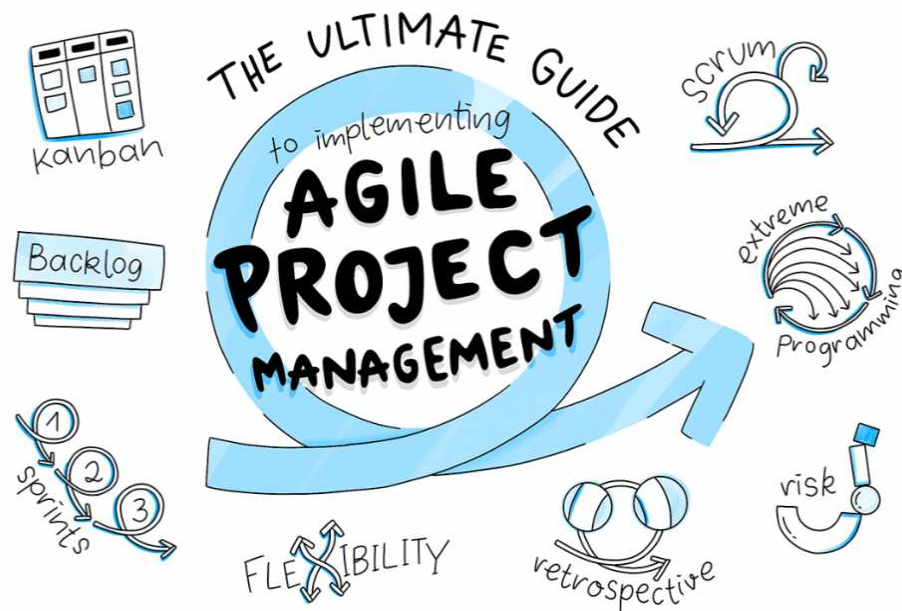 THE ULTIMATE GUIDE
to implementing
AGILE
PROJECT
MANAGEMENT
kanban
scrum
Backlog
extreme
Programming
1
2
3
sprints
FLEXIBILITY
retrospective
risk